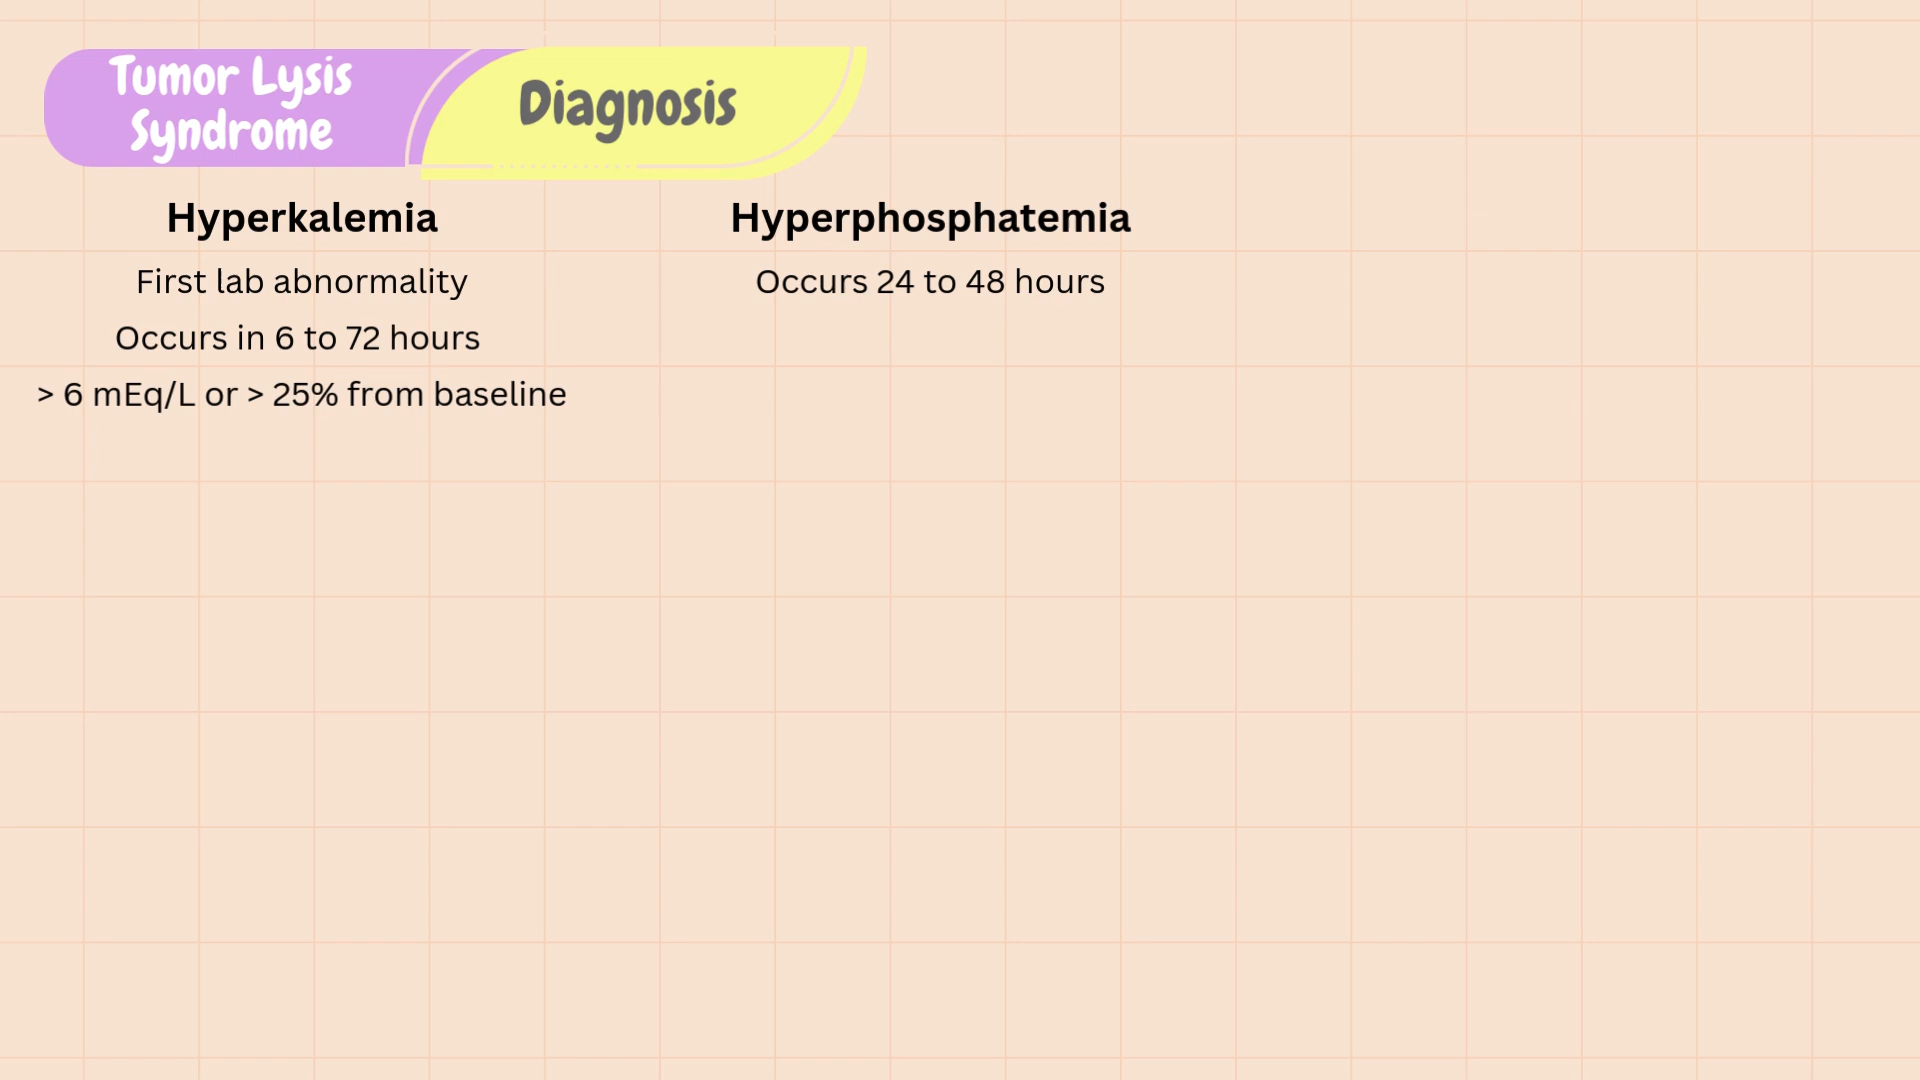 Tumor Lysis
Syndrome
Diagnosis
Hyperkalemia
First lab abnormality
Occurs in 6 to 72 hours
> 6 mEq/L or > 25% from baseline
Hyperphosphatemia
Occurs 24 to 48 hours